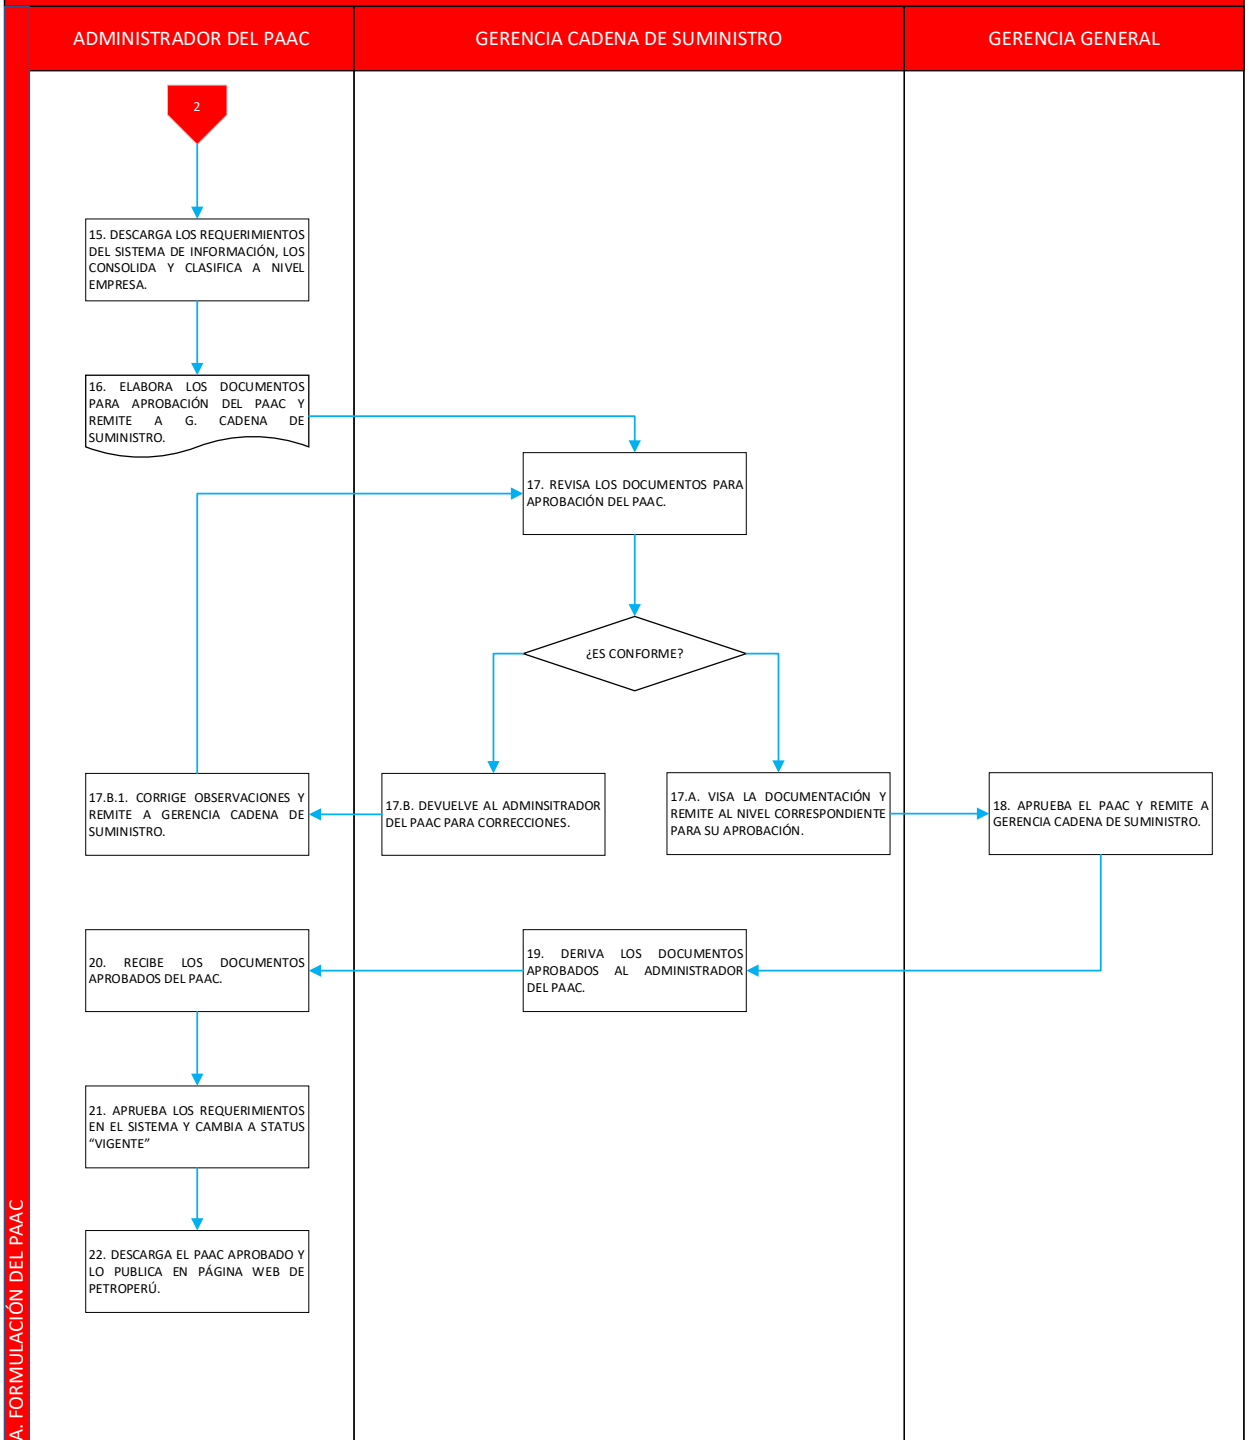 ADMINISTRADOR DEL PAAC
GERENCIA CADENA DE SUMINISTRO
GERENCIA GENERAL
2
15. DESCARGA LOS REQUERIMIENTOS
DEL SISTEMA DE INFORMACIÓN, LOS
CONSOLIDA Y CLASIFICA A NIVEL
EMPRESA.
16. ELABORA LOS DOCUMENTOS
PARA APROBACIÓN DEL PAAC Y
REMITE A G. CADENA DE
SUMINISTRO.
17. REVISA LOS DOCUMENTOS PARA
APROBACIÓN DEL PAAC.
¿ES CONFORME?
17.B.1. CORRIGE OBSERVACIONES Y
REMITE A GERENCIA CADENA DE
SUMINISTRO.
17.B. DEVUELVE AL ADMINSITRADOR
DEL PAAC PARA CORRECCIONES.
17.A. VISA LA DOCUMENTACIÓN Y
REMITE AL NIVEL CORRESPONDIENTE
PARA SU APROBACIÓN.
18. APRUEBA EL PAAC Y REMITE A
GERENCIA CADENA DE SUMINISTRO.
20. RECIBE LOS DOCUMENTOS
APROBADOS DEL PAAC.
19. DERIVA LOS DOCUMENTOS
APROBADOS AL ADMINISTRADOR
DEL PAAC.
21. APRUEBA LOS REQUERIMIENTOS
EN EL SISTEMA Y CAMBIA A STATUS
“VIGENTE”
22. DESCARGA EL PAAC APROBADO Y
LO PUBLICA EN PÁGINA WEB DE
PETROPERÚ.
A. FORMULACIÓN DEL PAAC